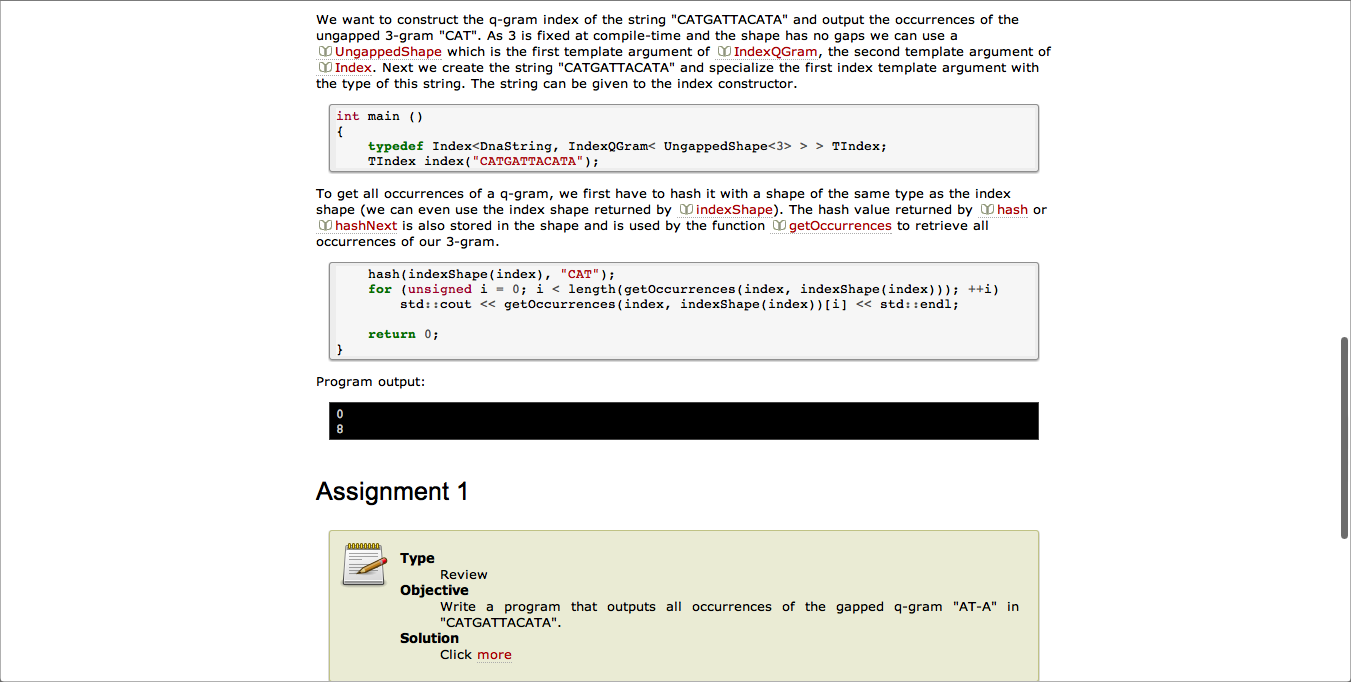 We want to construct the q-gram index of the string "CATGATTACATA" and output the occurrences of the
ungapped 3-gram "CAT". As 3 is fixed at compile-time and the shape has no gaps we can use a
UngappedShape which is the first template argument of IndexQGram, the second template argument of
Index. Next we create the string "CATGATTACATA" and specialize the first index template argument with
the type of this string. The string can be given to the index constructor.
int main ()
{
    typedef Index<DnaString, IndexQGram< UngappedShape<3> > > TIndex;
    TIndex index("CATGATTACATA");
To get all occurrences of a q-gram, we first have to hash it with a shape of the same type as the index
shape (we can even use the index shape returned by indexShape). The hash value returned by hash or
hashNext is also stored in the shape and is used by the function getOccurrences to retrieve all
occurrences of our 3-gram.
    hash(indexShape(index), "CAT");
    for (unsigned i = 0; i < length(getOccurrences(index, indexShape(index))); ++i)
        std::cout << getOccurrences(index, indexShape(index))[i] << std::endl;
    return 0;
}
Program output:
0
8
Assignment 1
Type
Review
Objective
Write a program that outputs all occurrences of the gapped q-gram "AT-A" in
"CATGATTACATA".
Solution
Click more